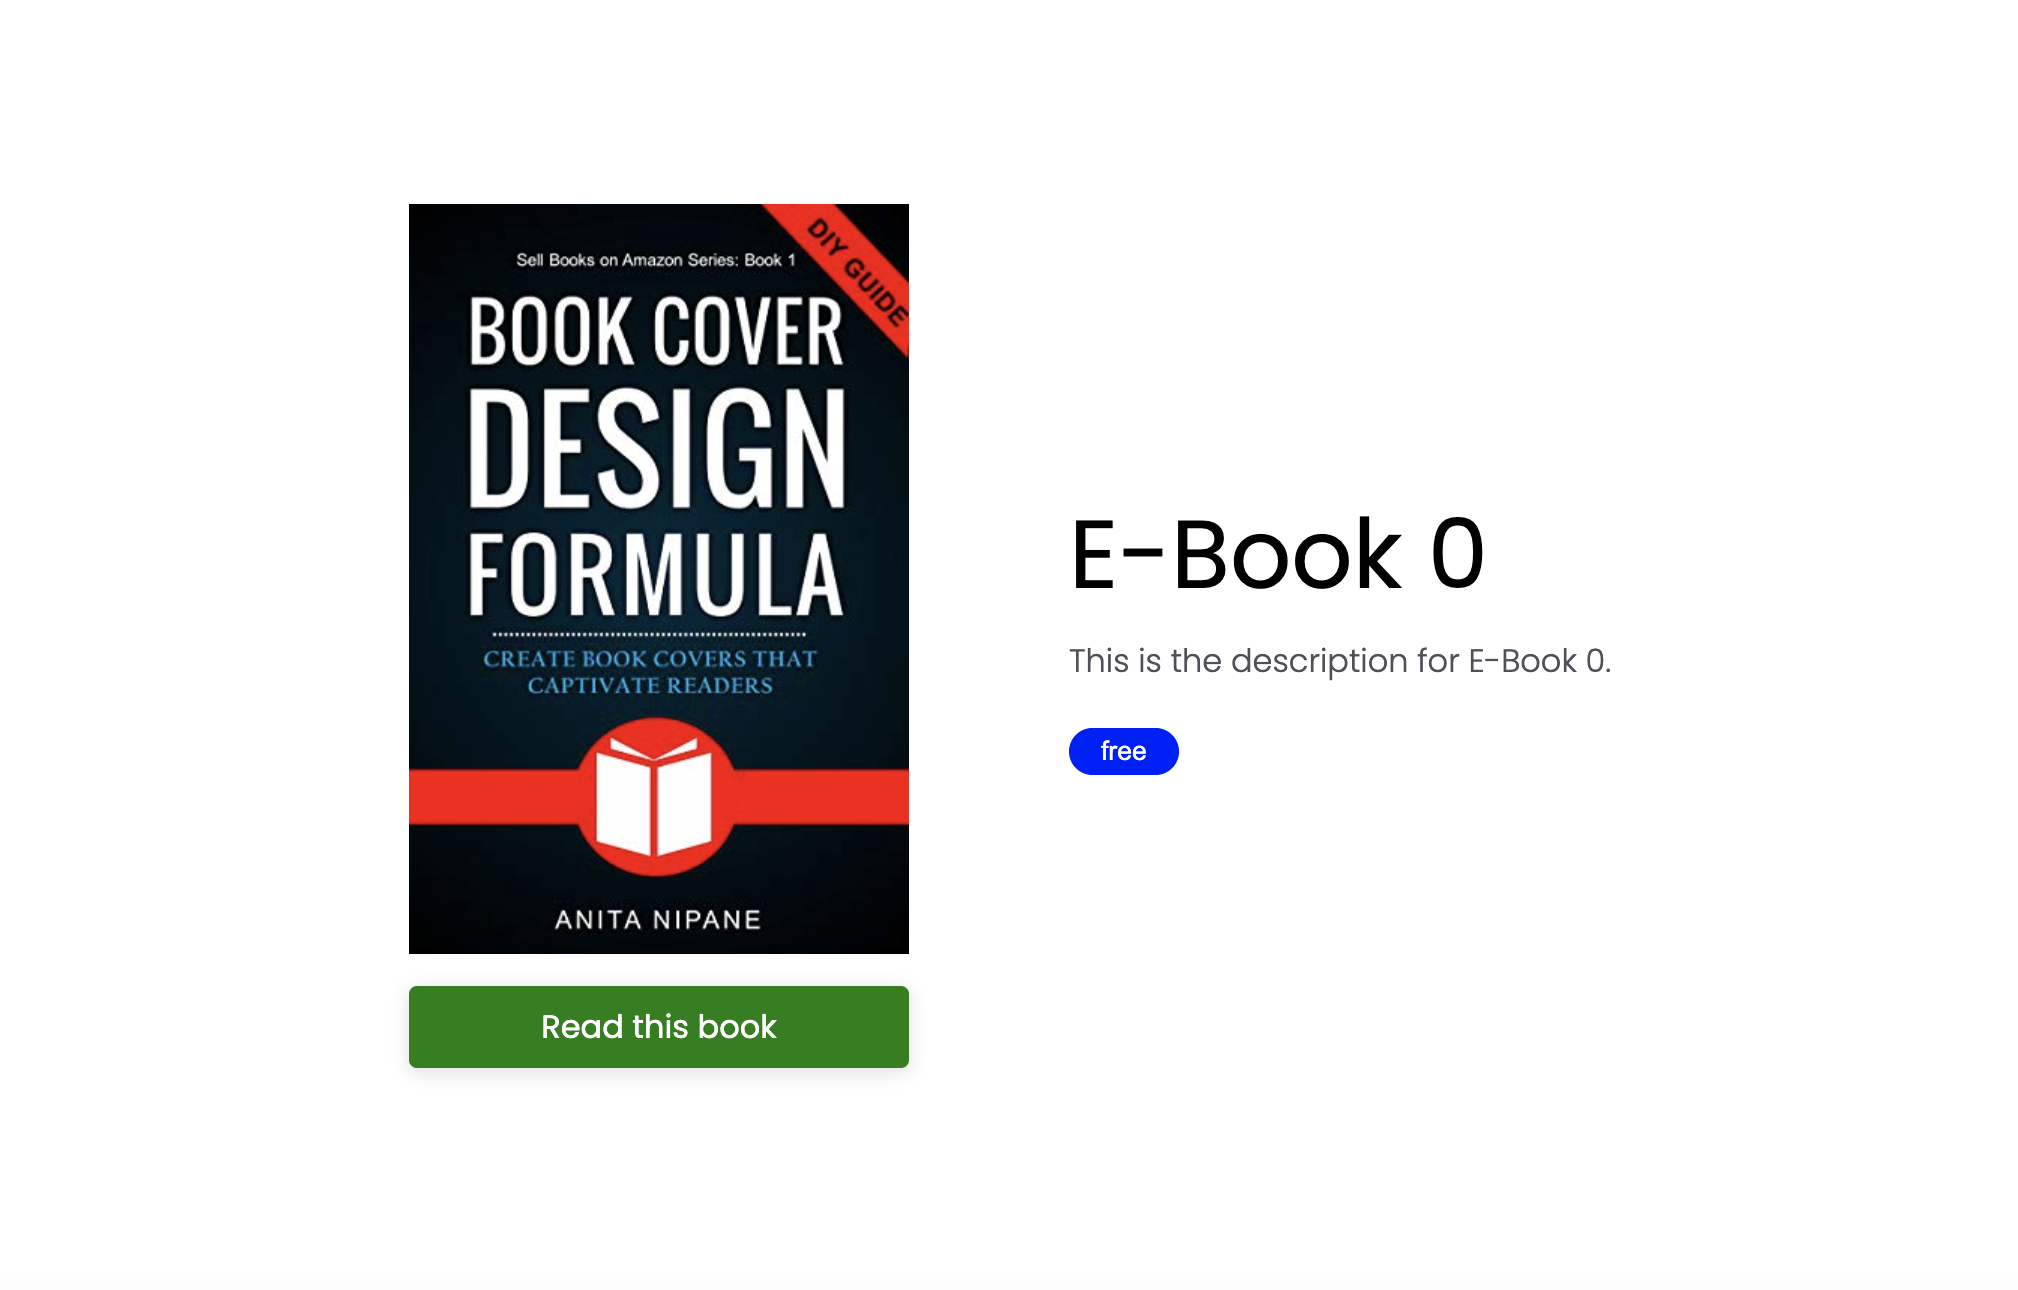 Sell Books on Amazon Series: Book 1
DIY GUIDE
BOOK COVER
DESIGN
FORMULA
CREATE BOOK COVERS THAT
CAPTIVATE READERS
ANITA NIPANE
Read this book
E-Book 0
This is the description for E-Book 0.
free